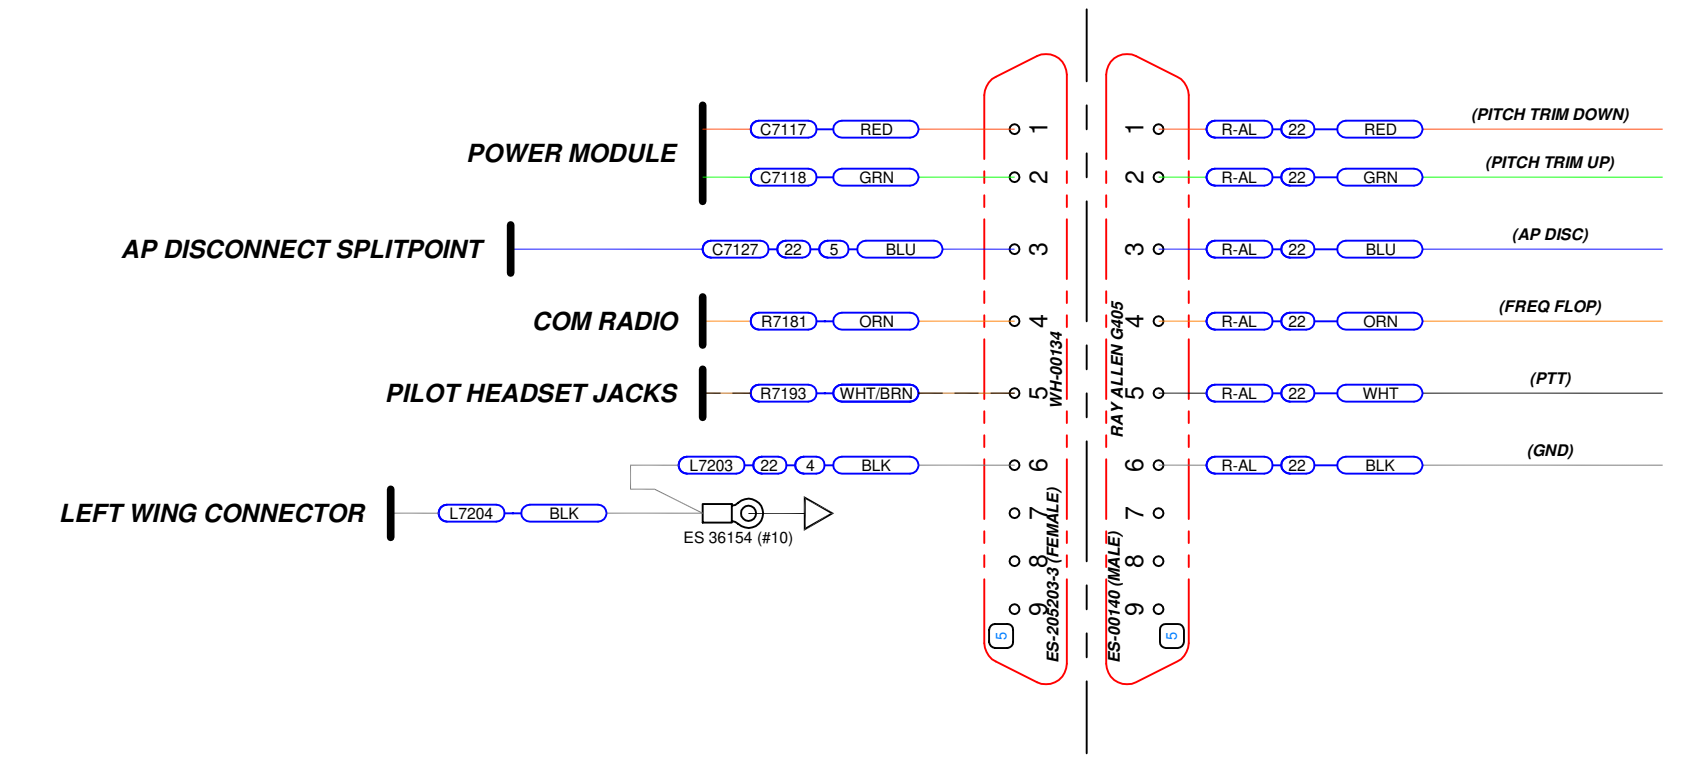 POWER MODULE
C7117 RED
C7118 GRN
AP DISCONNECT SPLITPOINT
C7127 22 5 BLU
COM RADIO
R7181 ORN
PILOT HEADSET JACKS
R7193 WHT/BRN
L7203 22 4 BLK
LEFT WING CONNECTOR
L7204 BLK
ES 36154 (#10)
1
2
3
4
5
6
7
8
9
WH-00134
ES-205203-3 (FEMALE)
5
1
2
3
4
5
6
7
8
9
RAY ALLEN G405
ES-00140 (MALE)
5
R-AL 22 RED
(PITCH TRIM DOWN)
R-AL 22 GRN
(PITCH TRIM UP)
R-AL 22 BLU
(AP DISC)
R-AL 22 ORN
(FREQ FLOP)
R-AL 22 WHT
(PTT)
R-AL 22 BLK
(GND)